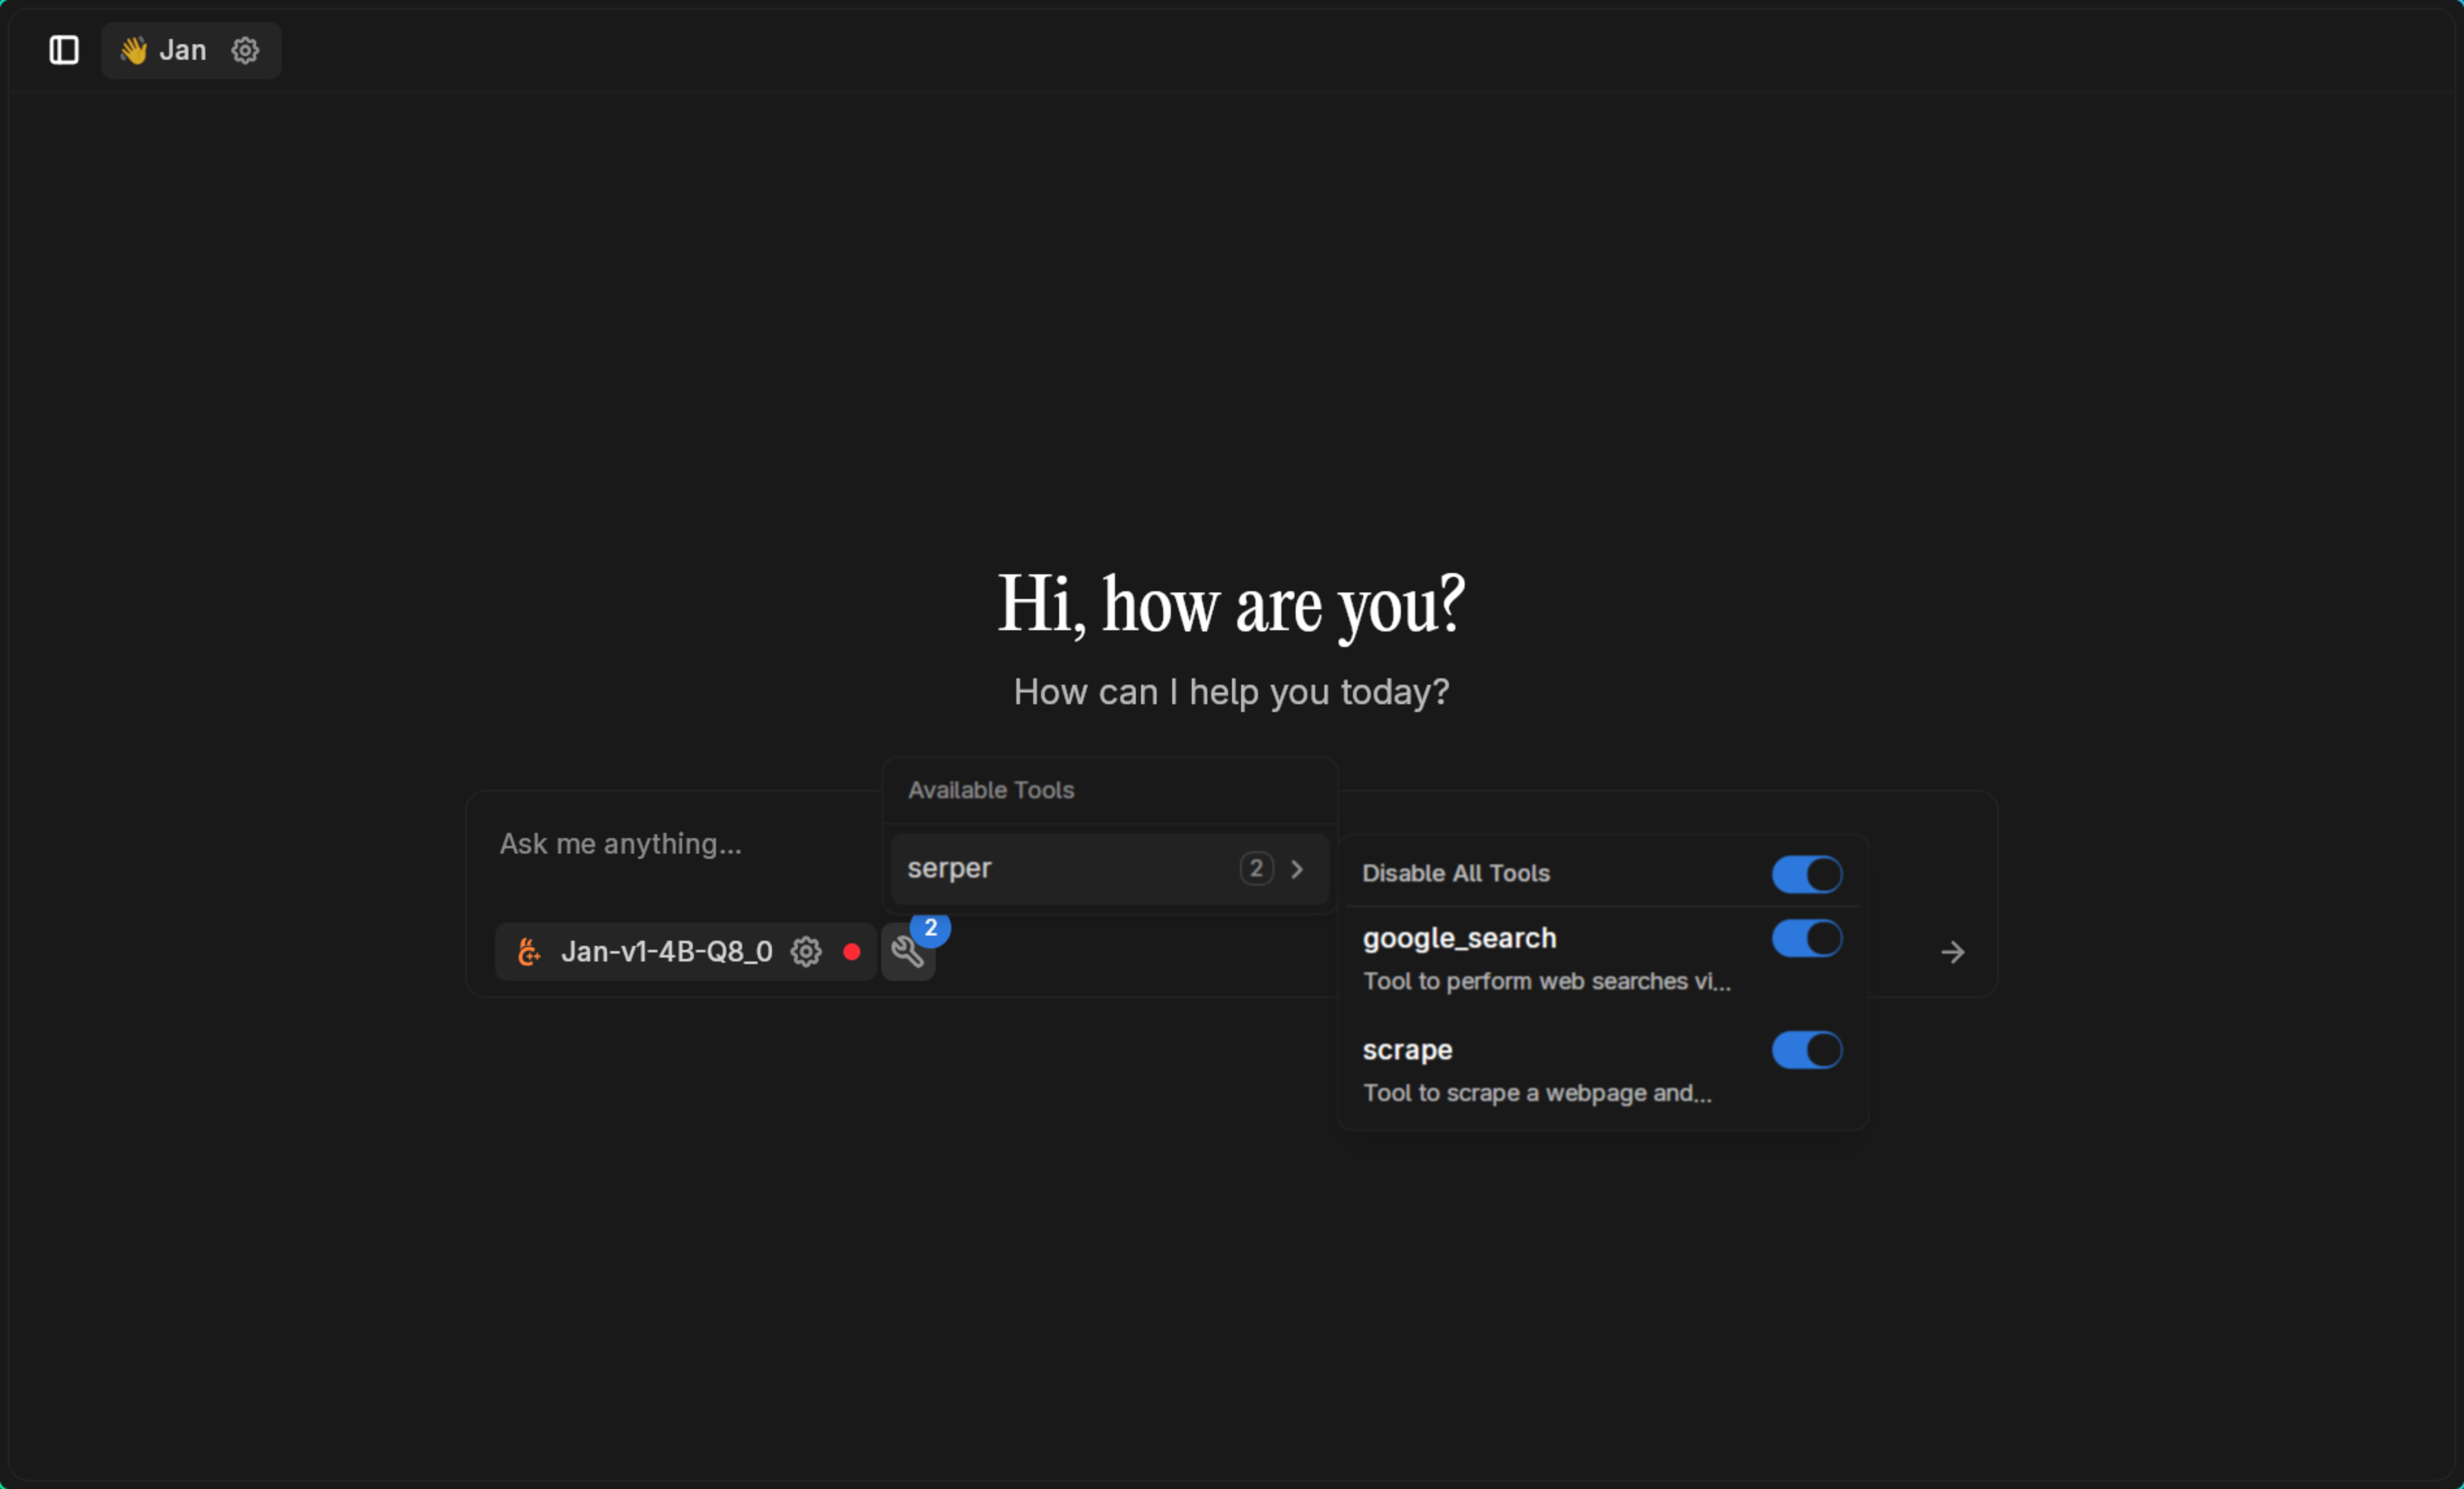 👋 Jan
Hi, how are you?
How can I help you today?
Available Tools
Ask me anything...
serper 2
Disable All Tools
google_search
Tool to perform web searches vi...
scrape
Tool to scrape a webpage and...
Jan-v1-4B-Q8_0
2